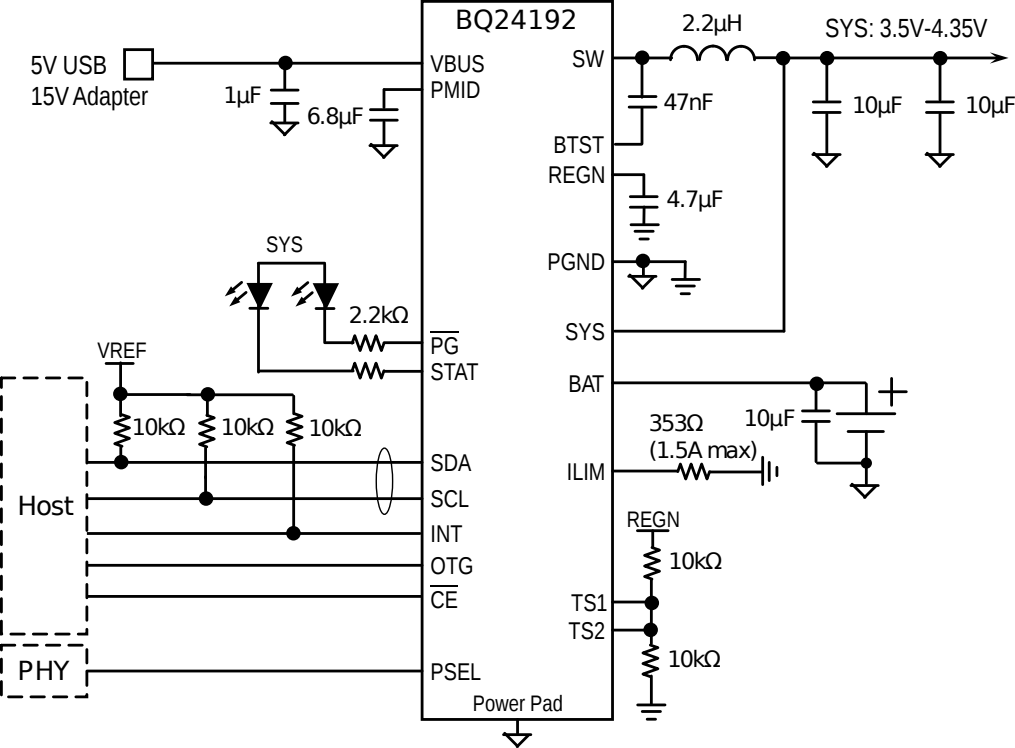 BQ24192
5V USB
15V Adapter
1µF
6.8µF
VBUS
PMID
SW
2.2µH
SYS: 3.5V-4.35V
47nF
10µF
10µF
BTST
REGN
4.7µF
PGND
SYS
SYS
2.2kΩ
PG
STAT
VREF
10kΩ
10kΩ
10kΩ
BAT
10µF
+
353Ω
(1.5A max)
ILIM
Host
SDA
SCL
INT
OTG
CE
REGN
10kΩ
TS1
TS2
10kΩ
PHY
PSEL
Power Pad